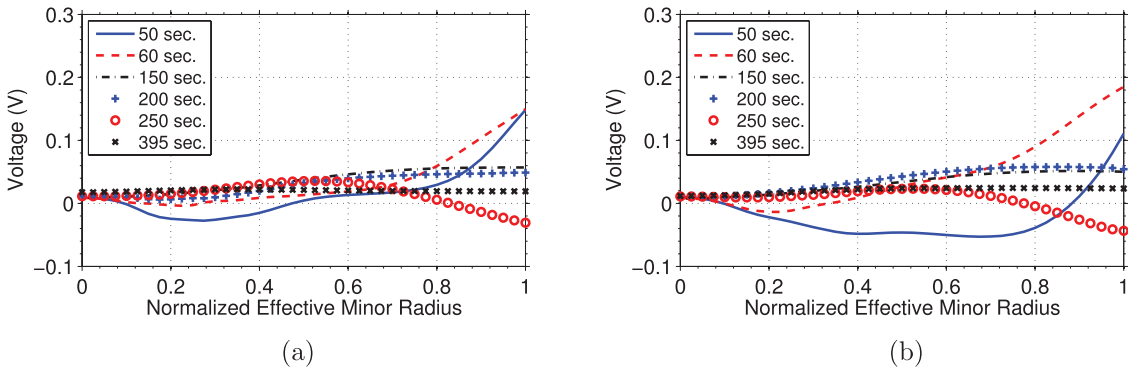 0.3
0.2
0.1
0
−0.1
Voltage (V)
50 sec.
60 sec.
150 sec.
200 sec.
250 sec.
395 sec.
0 0.2 0.4 0.6 0.8 1
Normalized Effective Minor Radius
(a)
0.3
0.2
0.1
0
−0.1
Voltage (V)
50 sec.
60 sec.
150 sec.
200 sec.
250 sec.
395 sec.
0 0.2 0.4 0.6 0.8 1
Normalized Effective Minor Radius
(b)